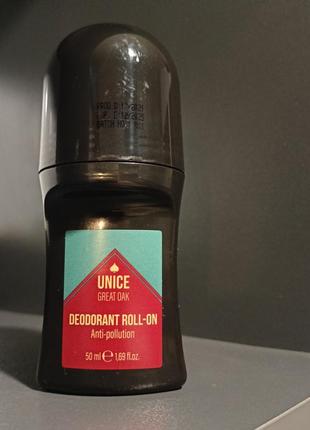 UNICE
GREAT OAK
DEODORANT ROLL-ON
Anti-pollution
50 ml e 1,69 fl.oz.